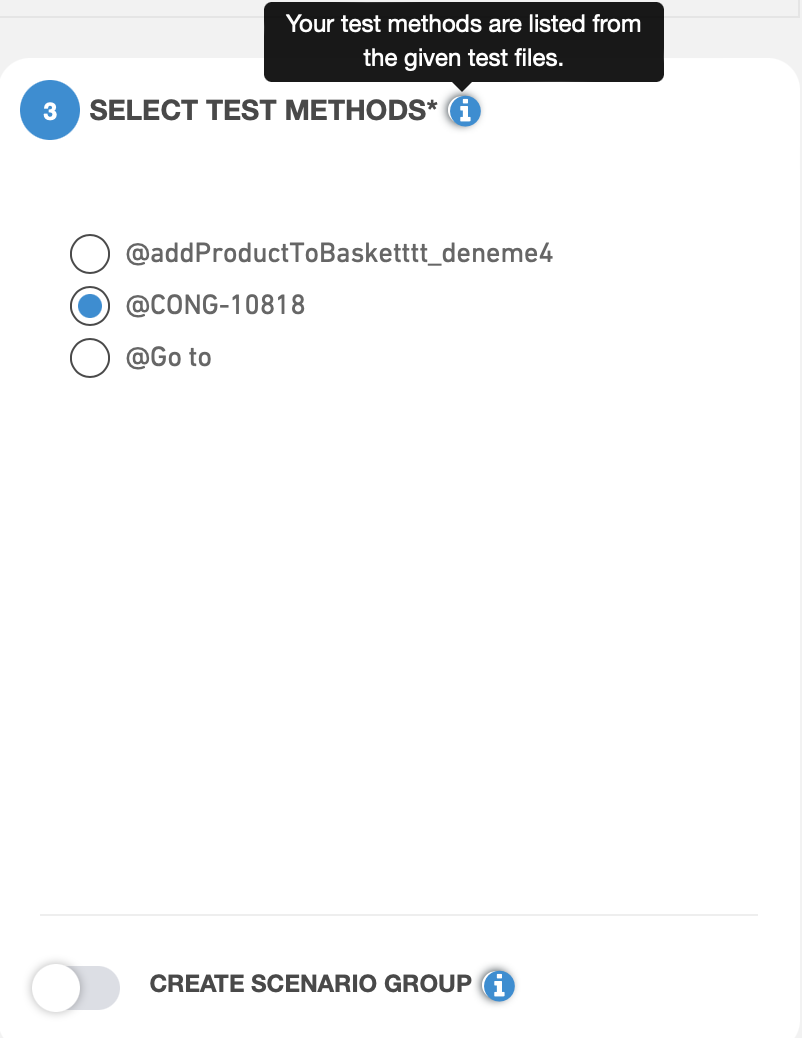 Your test methods are listed from
the given test files.
3 SELECT TEST METHODS*
@addProductToBasketttt_deneme4
@CONG-10818
@Go to
CREATE SCENARIO GROUP